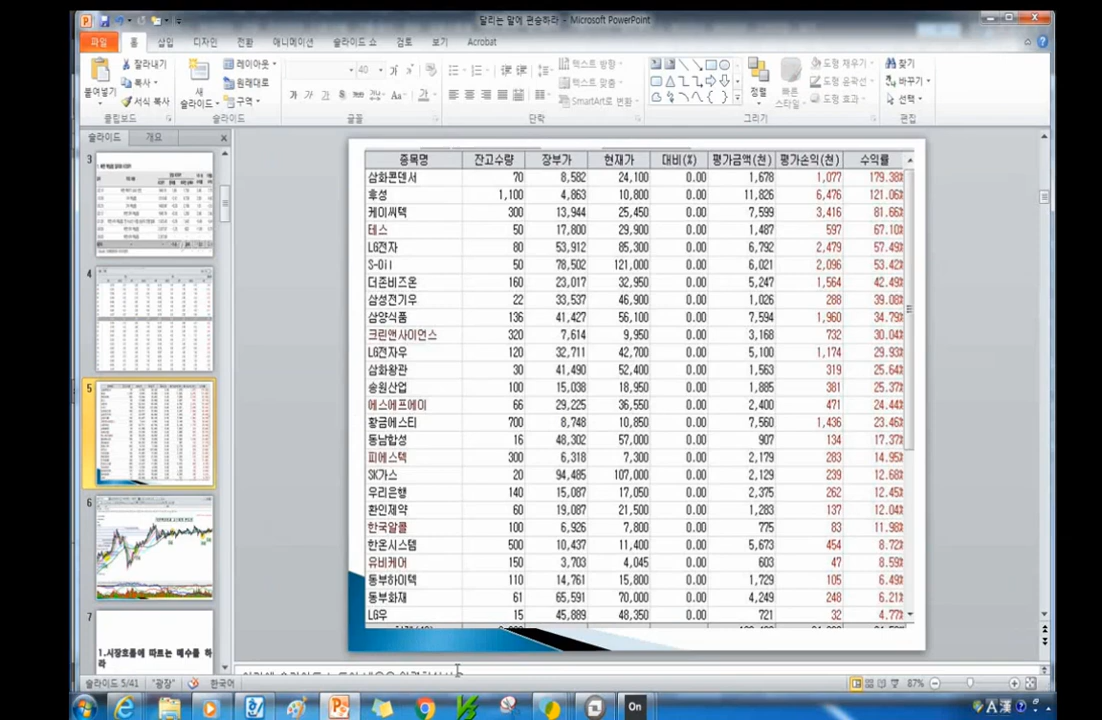 달리는 말에 편승하라 - Microsoft PowerPoint
파일 홈 삽입 디자인 전환 애니메이션 슬라이드 쇼 검토 보기 Acrobat
붙여넣기 잘라내기 복사 서식 복사 클립보드
새 슬라이드 레이아웃 원래대로 구역 슬라이드
40 글꼴
텍스트 방향 텍스트 맞춤 SmartArt로 변환 단락
정렬 빠른 스타일 도형 채우기 도형 윤곽선 도형 효과 그리기
찾기 바꾸기 선택 편집
슬라이드 개요
3
4
5
6
7
1.시장흐름에 따르는 매수를 하라
종목명 잔고수량 장부가 현재가 대비(%) 평가금액(천) 평가손익(천) 수익률
삼화콘덴서 70 8,582 24,100 0.00 1,678 1,077 179.38%
후성 1,100 4,863 10,800 0.00 11,826 6,476 121.06%
케이씨텍 300 13,944 25,450 0.00 7,599 3,416 81.66%
테스 50 17,800 29,900 0.00 1,487 597 67.10%
LG전자 80 53,912 85,300 0.00 6,792 2,479 57.49%
S-Oil 50 78,502 121,000 0.00 6,021 2,096 53.42%
더존비즈온 160 23,017 32,950 0.00 5,247 1,564 42.49%
삼성전기우 22 33,537 46,900 0.00 1,026 288 39.08%
삼양식품 136 41,427 56,100 0.00 7,594 1,960 34.79%
크린앤사이언스 320 7,614 9,950 0.00 3,168 732 30.04%
LG전자우 120 32,711 42,700 0.00 5,100 1,174 29.93%
삼화왕관 30 41,490 52,400 0.00 1,563 319 25.64%
송원산업 100 15,038 18,950 0.00 1,885 381 25.37%
에스에프에이 66 29,225 36,550 0.00 2,400 471 24.44%
황금에스티 700 8,748 10,850 0.00 7,560 1,436 23.46%
동남합성 16 48,302 57,000 0.00 907 134 17.37%
피에스텍 300 6,318 7,300 0.00 2,179 283 14.95%
SK가스 20 94,485 107,000 0.00 2,129 239 12.68%
우리은행 140 15,087 17,050 0.00 2,375 262 12.45%
환인제약 60 19,087 21,500 0.00 1,283 137 12.04%
한국알콜 100 6,926 7,800 0.00 775 83 11.98%
한온시스템 500 10,437 11,400 0.00 5,673 454 8.72%
유비케어 150 3,703 4,045 0.00 603 47 8.59%
동부하이텍 110 14,761 15,800 0.00 1,729 105 6.49%
동부화재 61 65,591 70,000 0.00 4,249 248 6.21%
LG우 15 45,889 48,350 0.00 721 32 4.77%
슬라이드 5/41 "광장" 한국어 87%
On A 漢